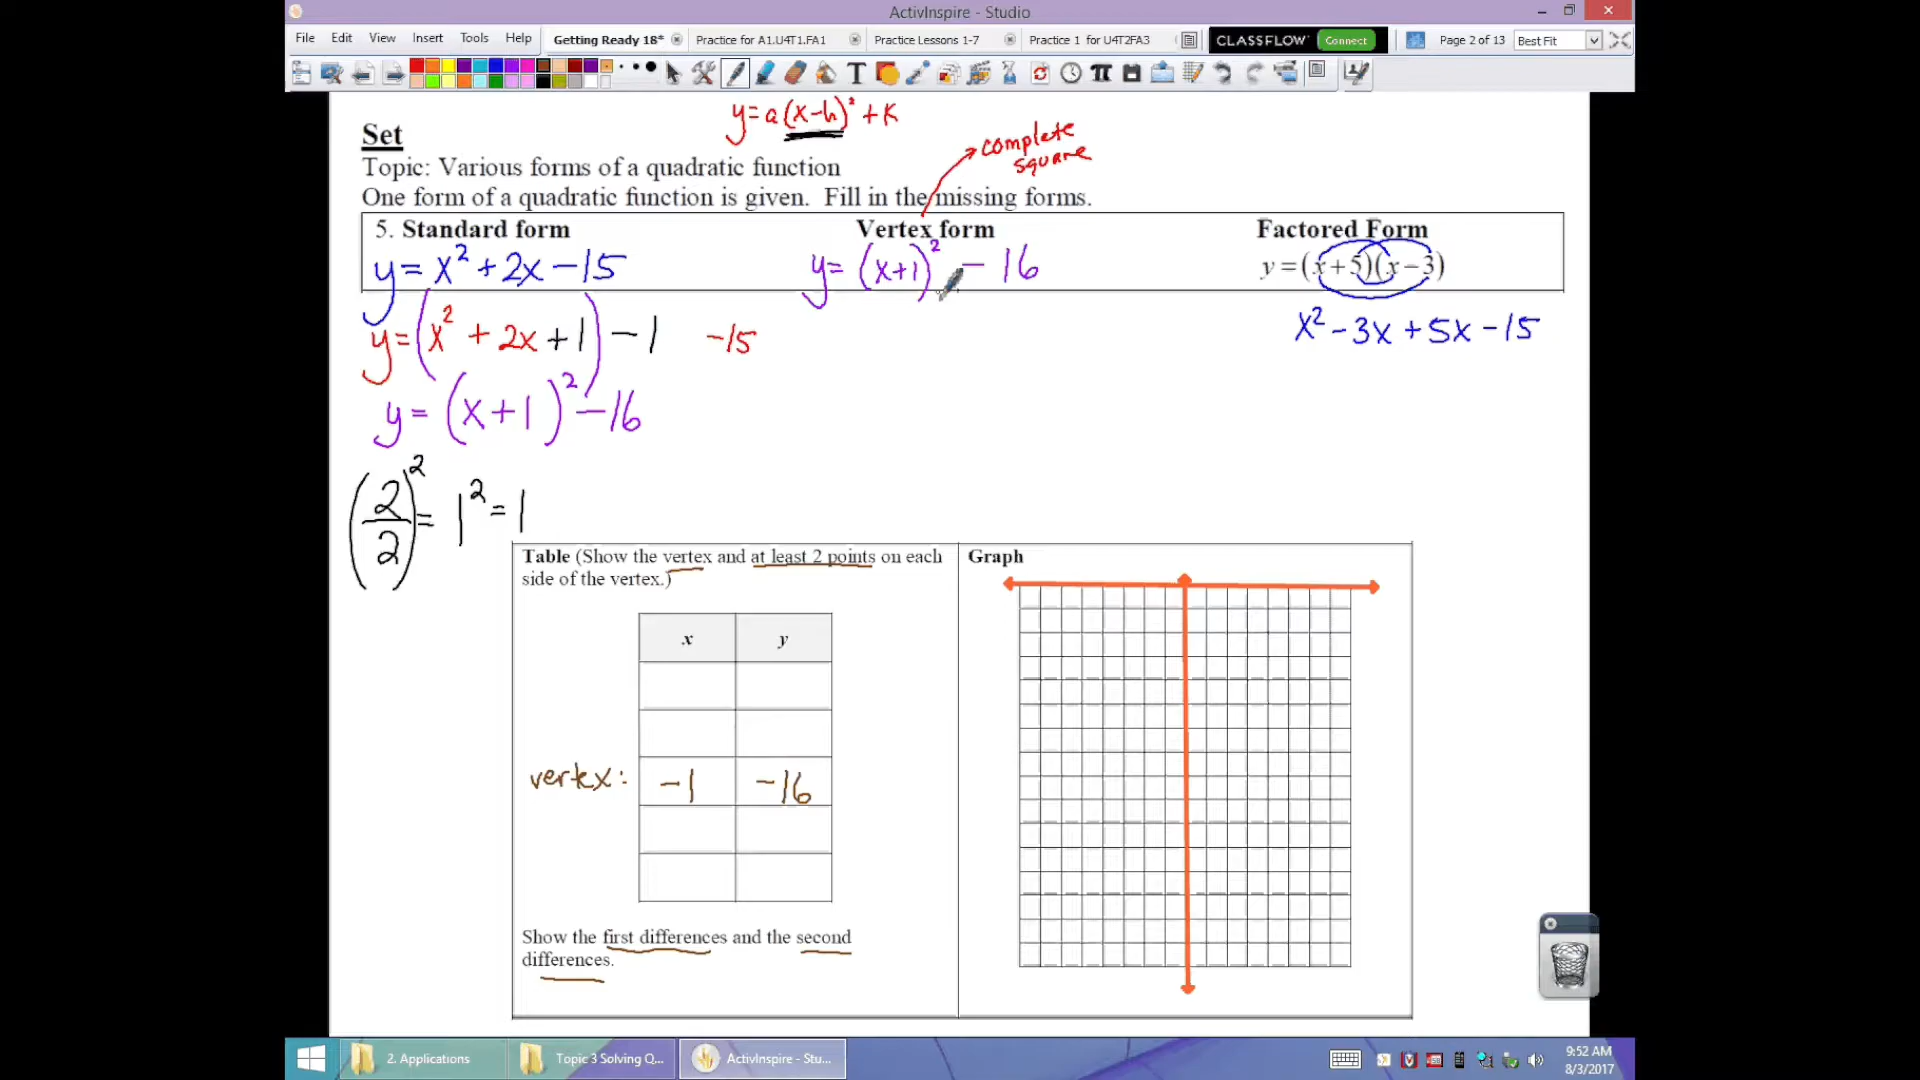 ActivInspire - Studio
File Edit View Insert Tools Help Getting Ready 18* Practice for A1.U4T1.FA1 Practice Lessons 1-7 Practice 1 for U4T2FA3 CLASSFLOW Connect Page 2 of 13 Best Fit
y=a(x-h)²+k
Set
complete
square
Topic: Various forms of a quadratic function
One form of a quadratic function is given. Fill in the missing forms.
5. Standard form Vertex form Factored Form
y=x²+2x-15 y=(x+1)²-16 y=(x+5)(x-3)
y=(x²+2x+1)-1 -15 x²-3x+5x-15
y=(x+1)²-16
(2/2)²=1²=1
Table (Show the vertex and at least 2 points on each
side of the vertex.)
Graph
x y
vertex: -1 -16
Show the first differences and the second
differences.
2. Applications Topic 3 Solving Q... ActivInspire - Stu... 9:52 AM
8/3/2017